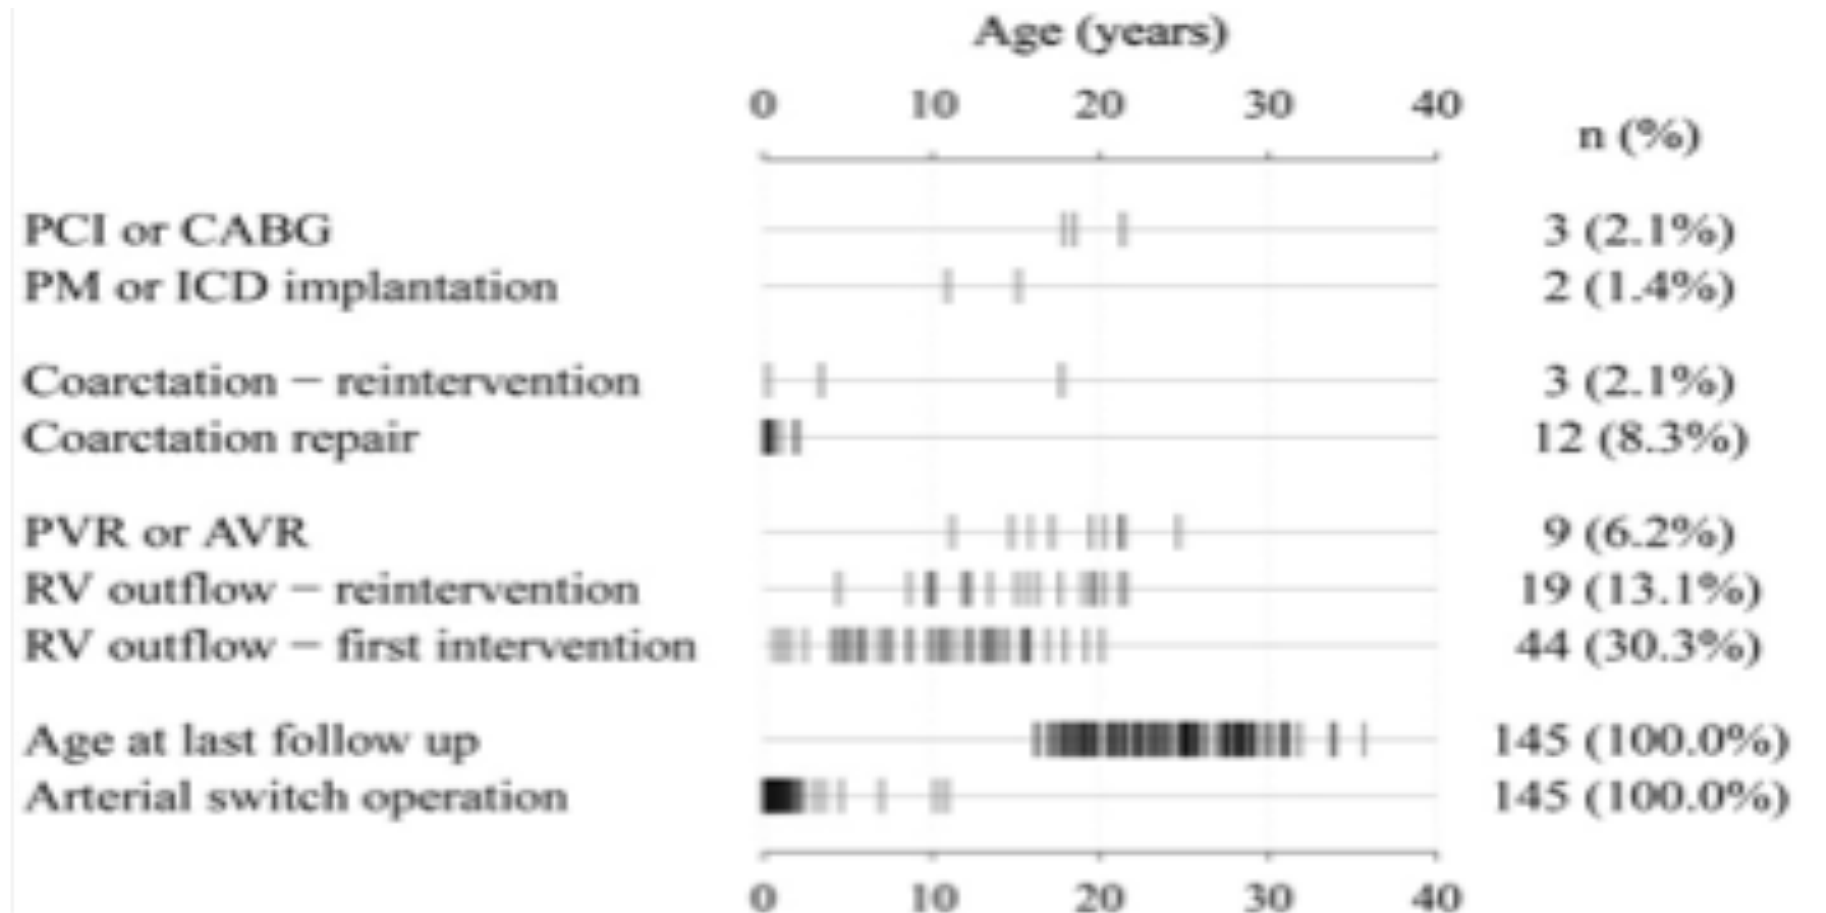 Age (years)
0 10 20 30 40
n (%)
PCI or CABG 3 (2.1%)
PM or ICD implantation 2 (1.4%)
Coarctation − reintervention 3 (2.1%)
Coarctation repair 12 (8.3%)
PVR or AVR 9 (6.2%)
RV outflow − reintervention 19 (13.1%)
RV outflow − first intervention 44 (30.3%)
Age at last follow up 145 (100.0%)
Arterial switch operation 145 (100.0%)
0 10 20 30 40